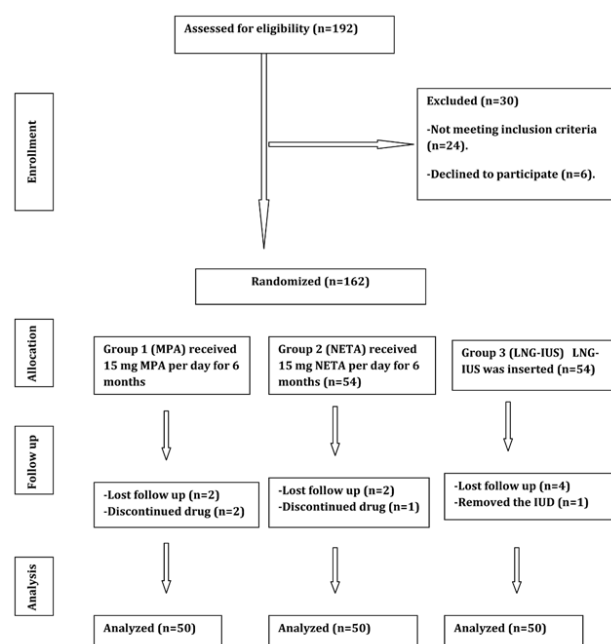 Assessed for eligibility (n=192)
Enrollment
Excluded (n=30)
-Not meeting inclusion criteria
(n=24).
-Declined to participate (n=6).
Randomized (n=162)
Allocation
Group 1 (MPA) received
15 mg MPA per day for 6
months
Group 2 (NETA) received
15 mg NETA per day for 6
months (n=54)
Group 3 (LNG-IUS) LNG-
IUS was inserted (n=54)
Follow up
-Lost follow up (n=2)
-Discontinued drug (n=2)
-Lost follow up (n=2)
-Discontinued drug (n=1)
-Lost follow up (n=4)
-Removed the IUD (n=1)
Analysis
Analyzed (n=50)
Analyzed (n=50)
Analyzed (n=50)